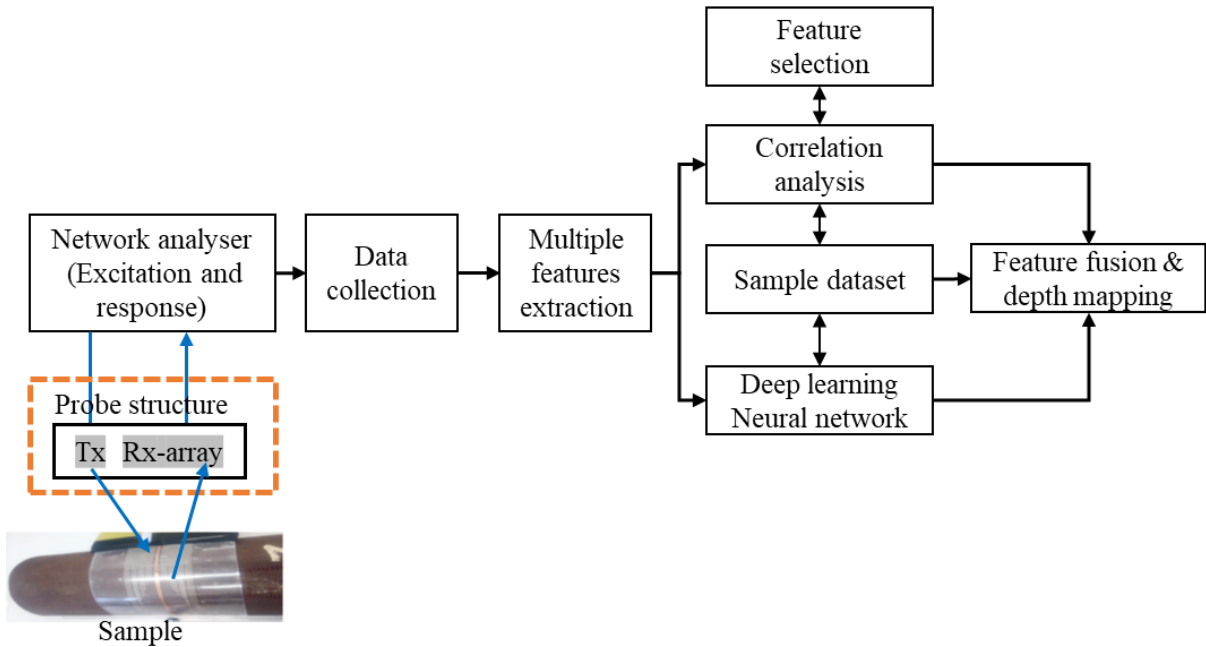 Feature
selection
Correlation
analysis
Network analyser
(Excitation and
response)
Data
collection
Multiple
features
extraction
Sample dataset
Feature fusion &
depth mapping
Deep learning
Neural network
Probe structure
Tx Rx-array
Sample